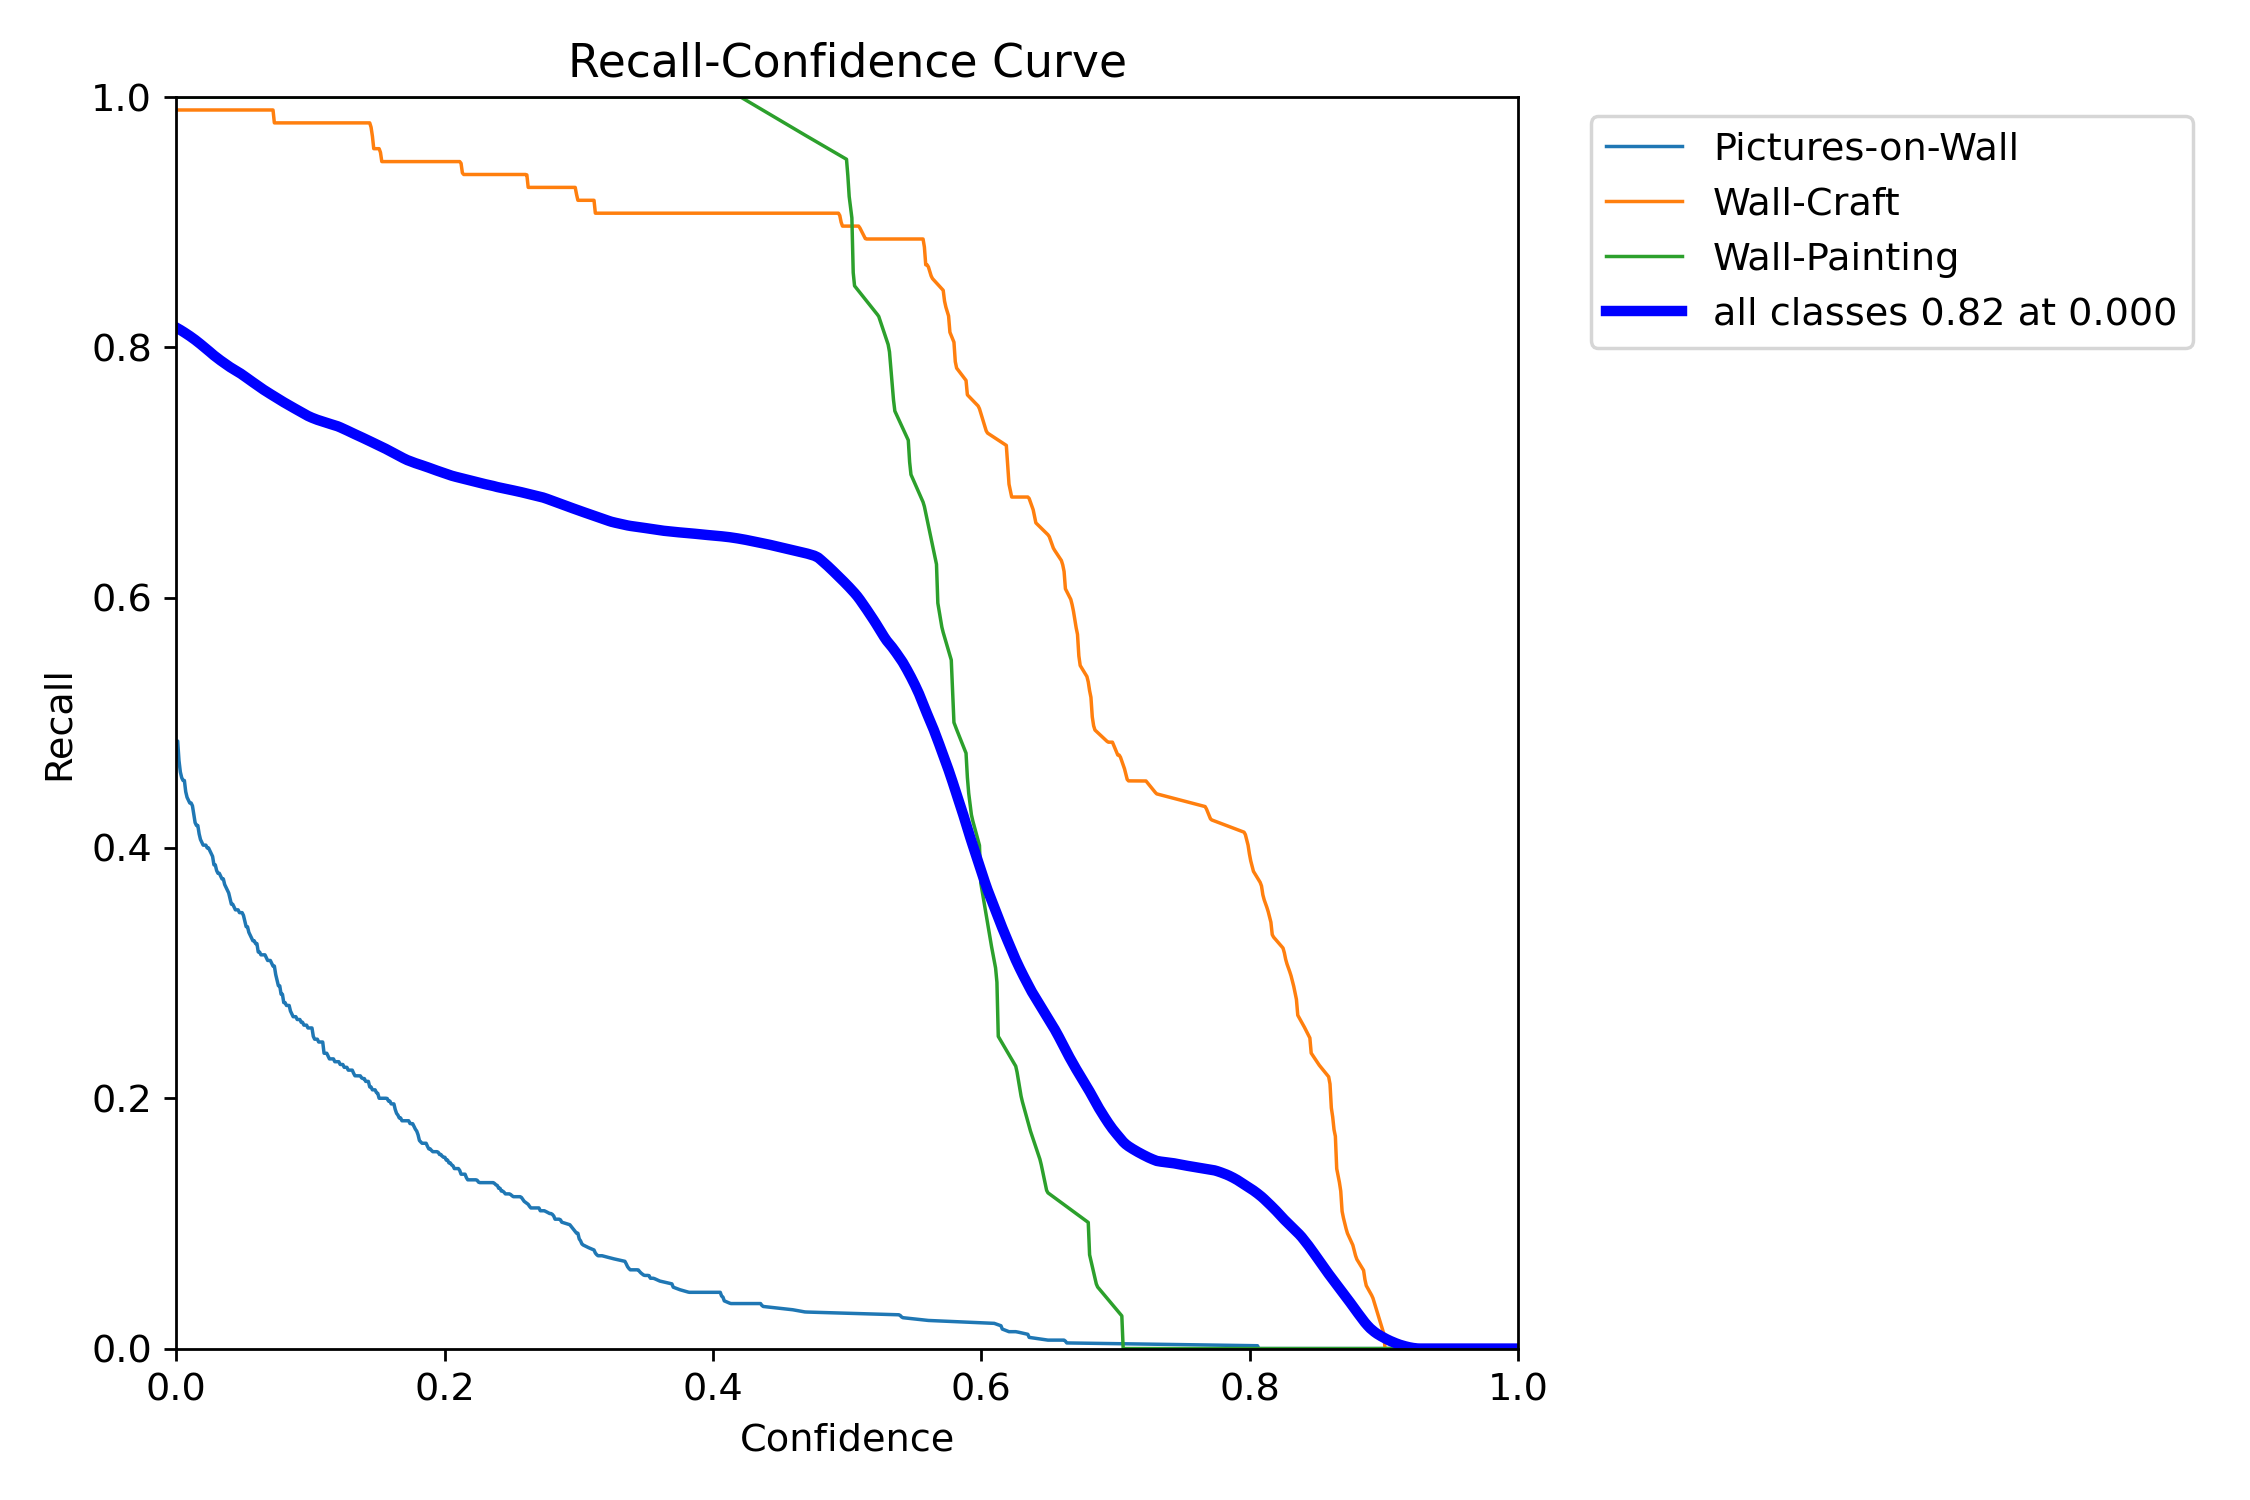 Recall-Confidence Curve
1.0
0.8
0.6
0.4
0.2
0.0
Recall
0.0 0.2 0.4 0.6 0.8 1.0
Confidence
Pictures-on-Wall
Wall-Craft
Wall-Painting
all classes 0.82 at 0.000